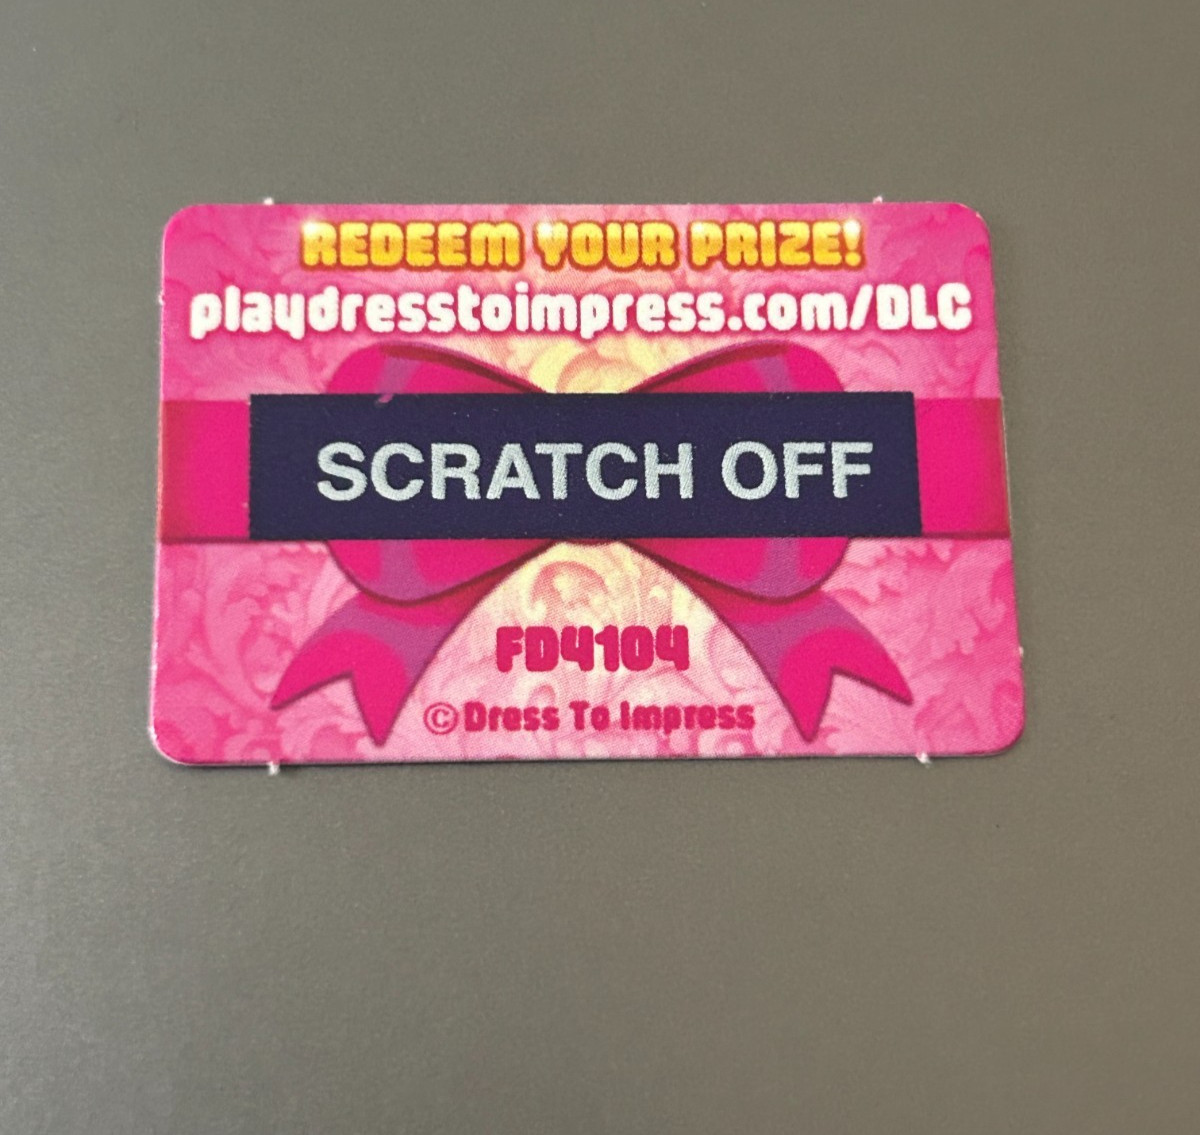 REDEEM YOUR PRIZE!
playdresstoimpress.com/DLC
SCRATCH OFF
FD4104
©Dress To Impress